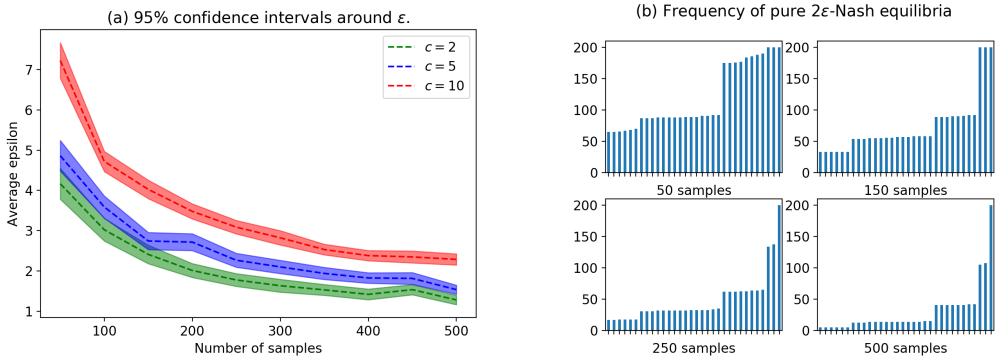 (a) 95% confidence intervals around ε.
7
6
5
4
3
2
1
Average epsilon
100
200
300
400
500
Number of samples
c = 2
c = 5
c = 10
(b) Frequency of pure 2ε-Nash equilibria
200
150
100
50
0
50 samples
200
150
100
50
0
150 samples
200
150
100
50
0
250 samples
200
150
100
50
0
500 samples